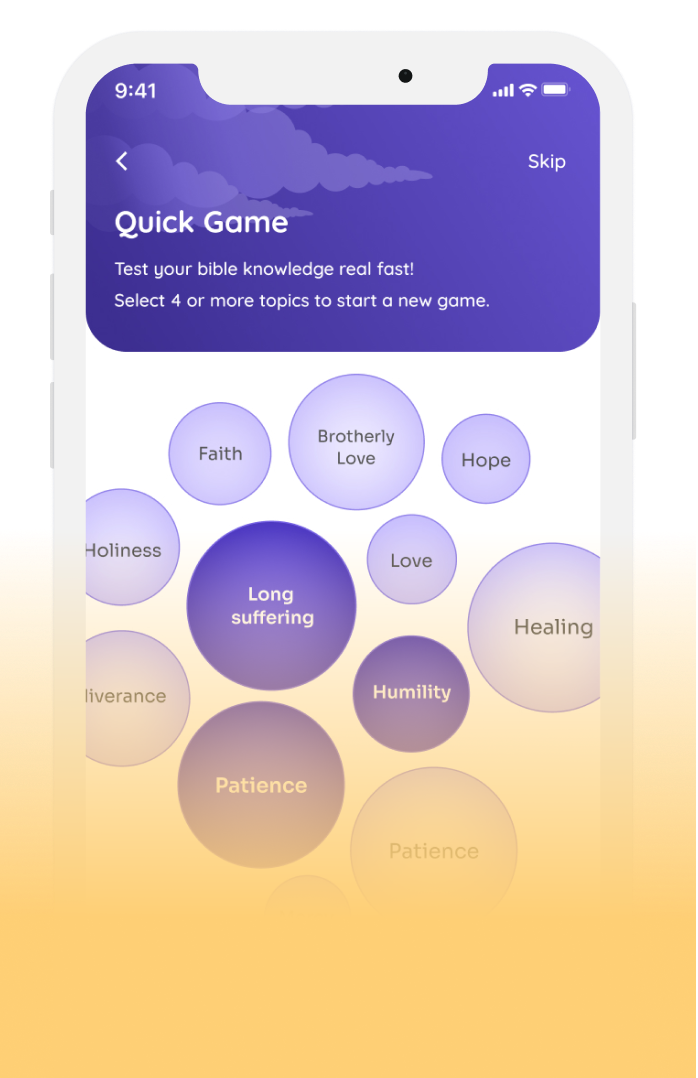 9:41
Skip
Quick Game
Test your bible knowledge real fast!
Select 4 or more topics to start a new game.
Faith
Brotherly
Love
Hope
Holiness
Love
Long
suffering
Healing
liverance
Humility
Patience
Patience